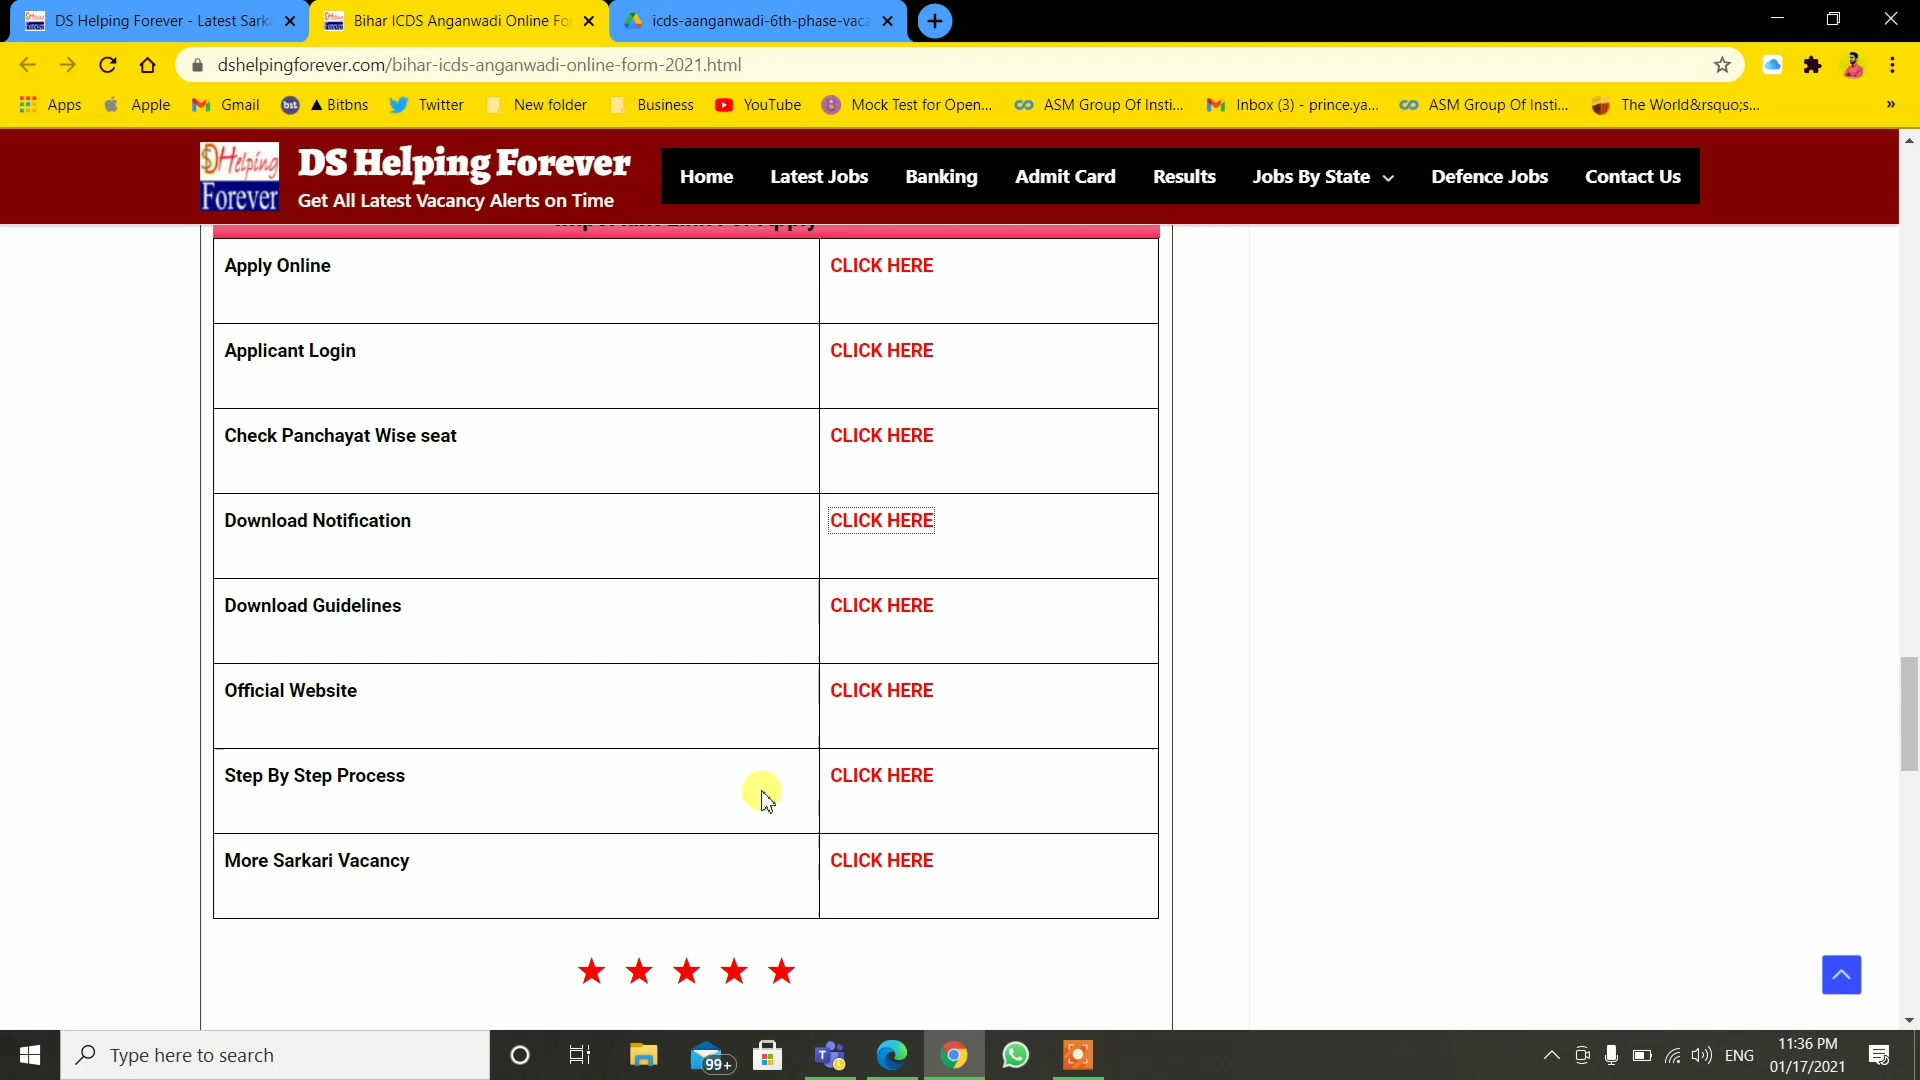 DS Helping Forever - Latest Sark
Bihar ICDS Anganwadi Online Fo
icds-aanganwadi-6th-phase-vaca
dshelpingforever.com/bihar-icds-anganwadi-online-form-2021.html
Apps
Apple
Gmail
▲ Bitbns
Twitter
New folder
Business
YouTube
Mock Test for Open...
ASM Group Of Insti...
Inbox (3) - prince.ya...
ASM Group Of Insti...
The World&rsquo;s...
»
DHelping
Forever
DS Helping Forever
Get All Latest Vacancy Alerts on Time
Home
Latest Jobs
Banking
Admit Card
Results
Jobs By State
Defence Jobs
Contact Us
Apply Online
CLICK HERE
Applicant Login
CLICK HERE
Check Panchayat Wise seat
CLICK HERE
Download Notification
CLICK HERE
Download Guidelines
CLICK HERE
Official Website
CLICK HERE
Step By Step Process
CLICK HERE
More Sarkari Vacancy
CLICK HERE
★ ★ ★ ★ ★
Type here to search
99+
ENG
11:36 PM
01/17/2021